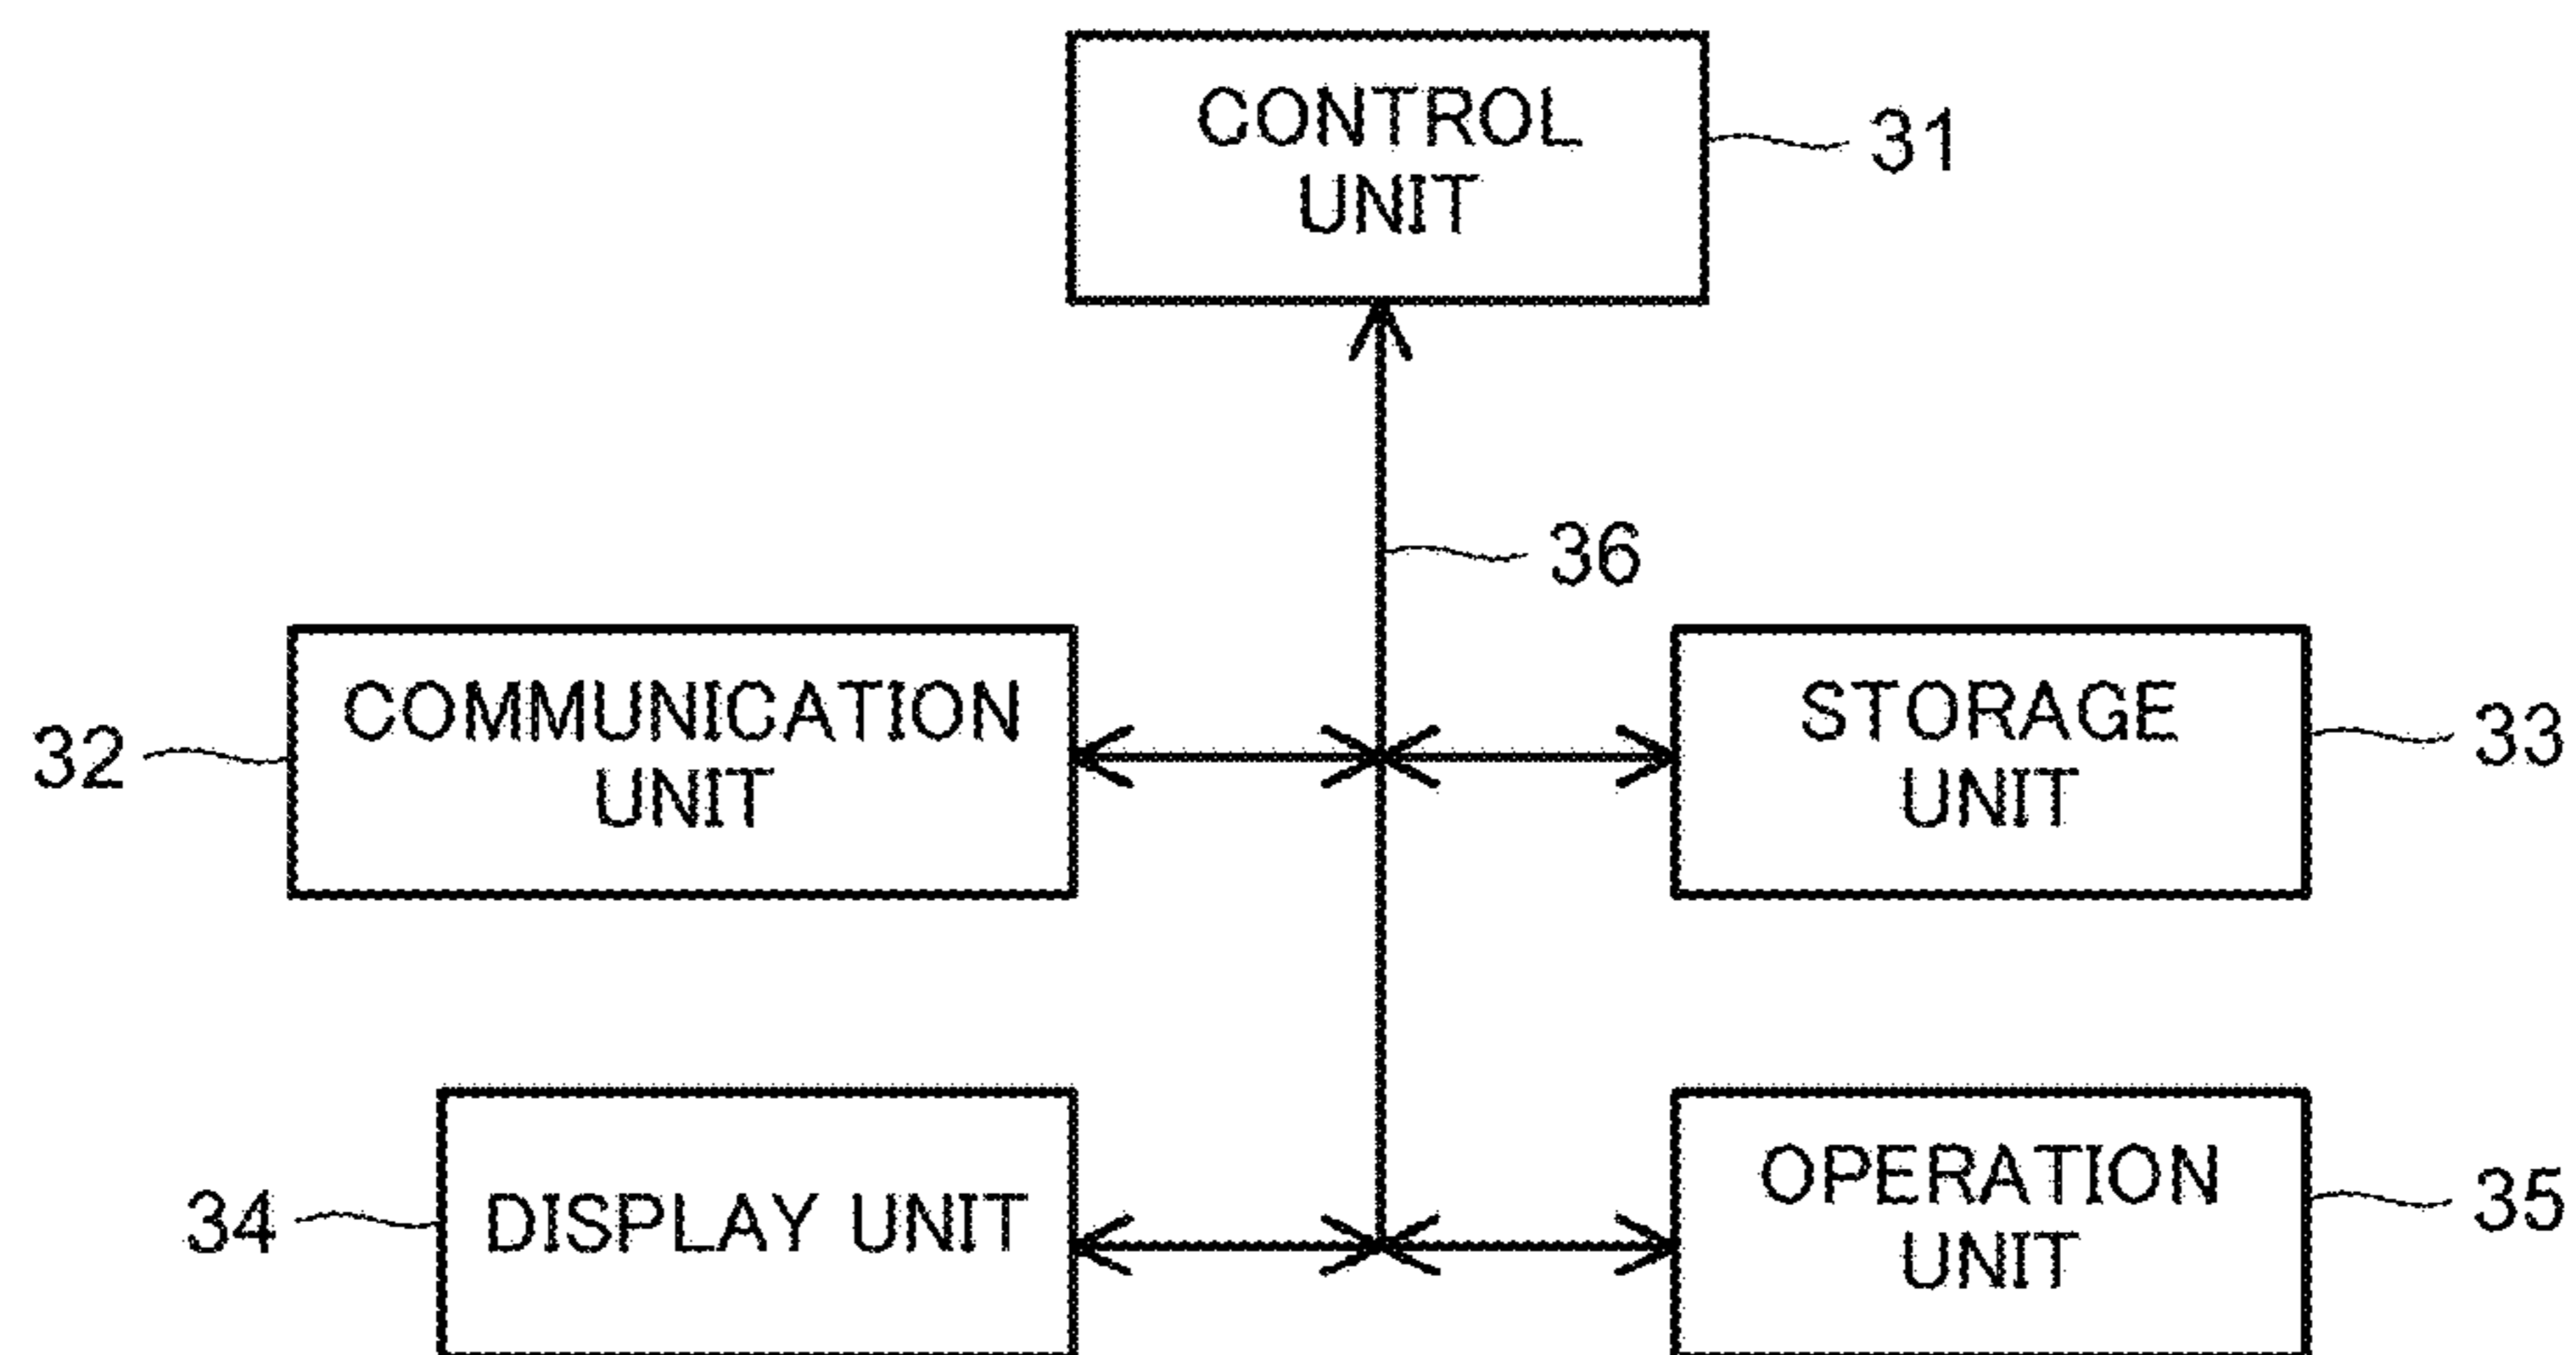 CONTROL
UNIT
31
36
32
COMMUNICATION
UNIT
STORAGE
UNIT
33
34
DISPLAY UNIT
OPERATION
UNIT
35